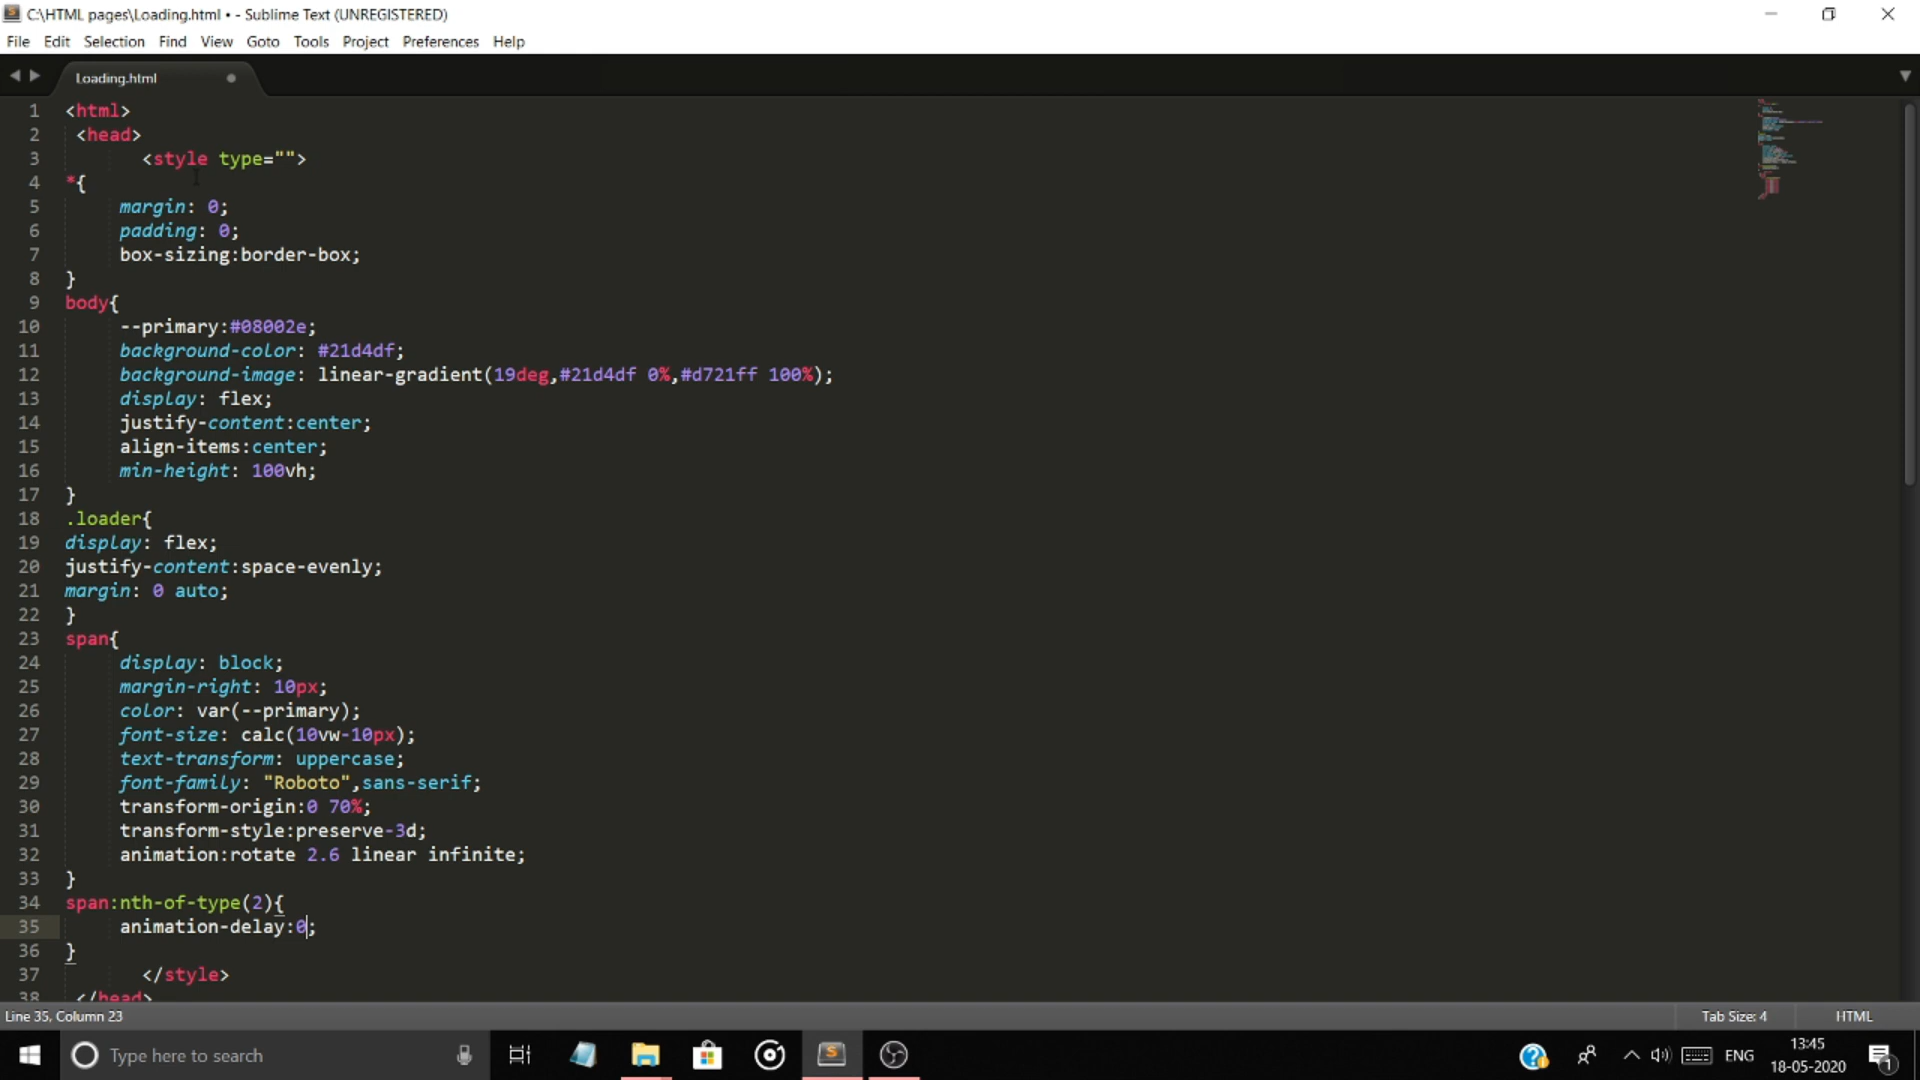 C:\HTML pages\Loading.html • - Sublime Text (UNREGISTERED)
File Edit Selection Find View Goto Tools Project Preferences Help
Loading.html
1 <html>
2 <head>
3 <style type="">
4 *{
5 margin: 0;
6 padding: 0;
7 box-sizing:border-box;
8 }
9 body{
10 --primary:#08002e;
11 background-color: #21d4df;
12 background-image: linear-gradient(19deg,#21d4df 0%,#d721ff 100%);
13 display: flex;
14 justify-content:center;
15 align-items:center;
16 min-height: 100vh;
17 }
18 .loader{
19 display: flex;
20 justify-content:space-evenly;
21 margin: 0 auto;
22 }
23 span{
24 display: block;
25 margin-right: 10px;
26 color: var(--primary);
27 font-size: calc(10vw-10px);
28 text-transform: uppercase;
29 font-family: "Roboto",sans-serif;
30 transform-origin:0 70%;
31 transform-style:preserve-3d;
32 animation:rotate 2.6 linear infinite;
33 }
34 span:nth-of-type(2){
35 animation-delay:0;
36 }
37 </style>
38 </head>
Line 35, Column 23
Tab Size: 4
HTML
Type here to search
ENG
13:45
18-05-2020
1